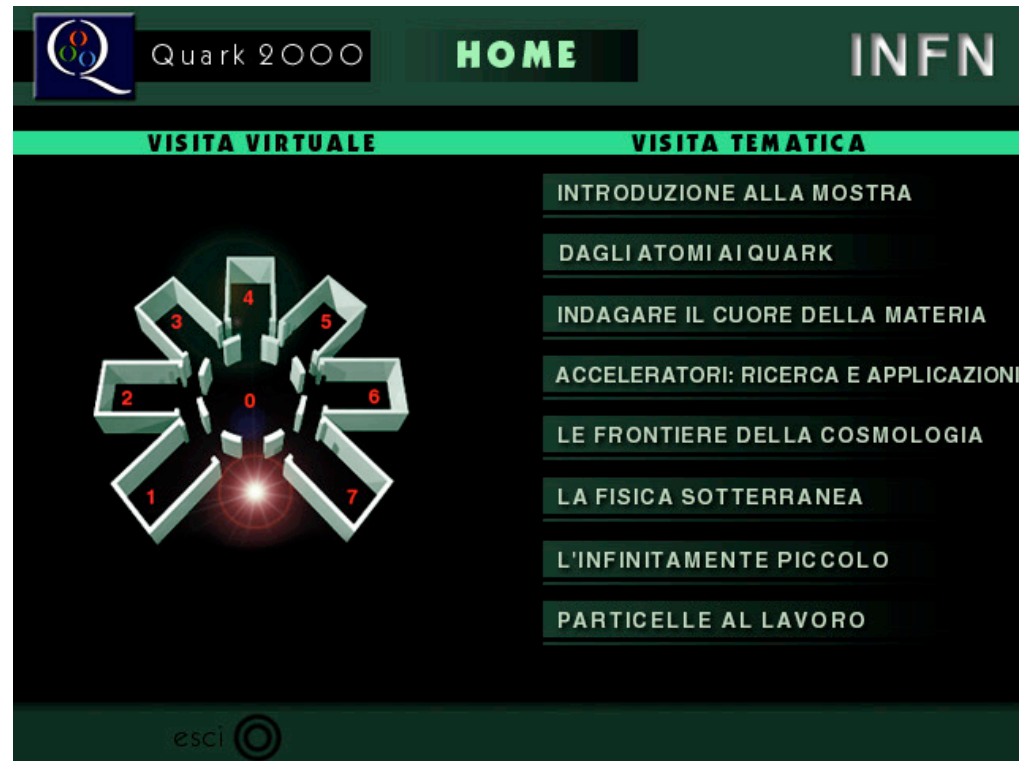 Quark 2000
HOME
INFN
VISITA VIRTUALE
VISITA TEMATICA
4
3
5
2
0
6
1
7
INTRODUZIONE ALLA MOSTRA
DAGLI ATOMI AI QUARK
INDAGARE IL CUORE DELLA MATERIA
ACCELERATORI: RICERCA E APPLICAZIONI
LE FRONTIERE DELLA COSMOLOGIA
LA FISICA SOTTERRANEA
L'INFINITAMENTE PICCOLO
PARTICELLE AL LAVORO
esci